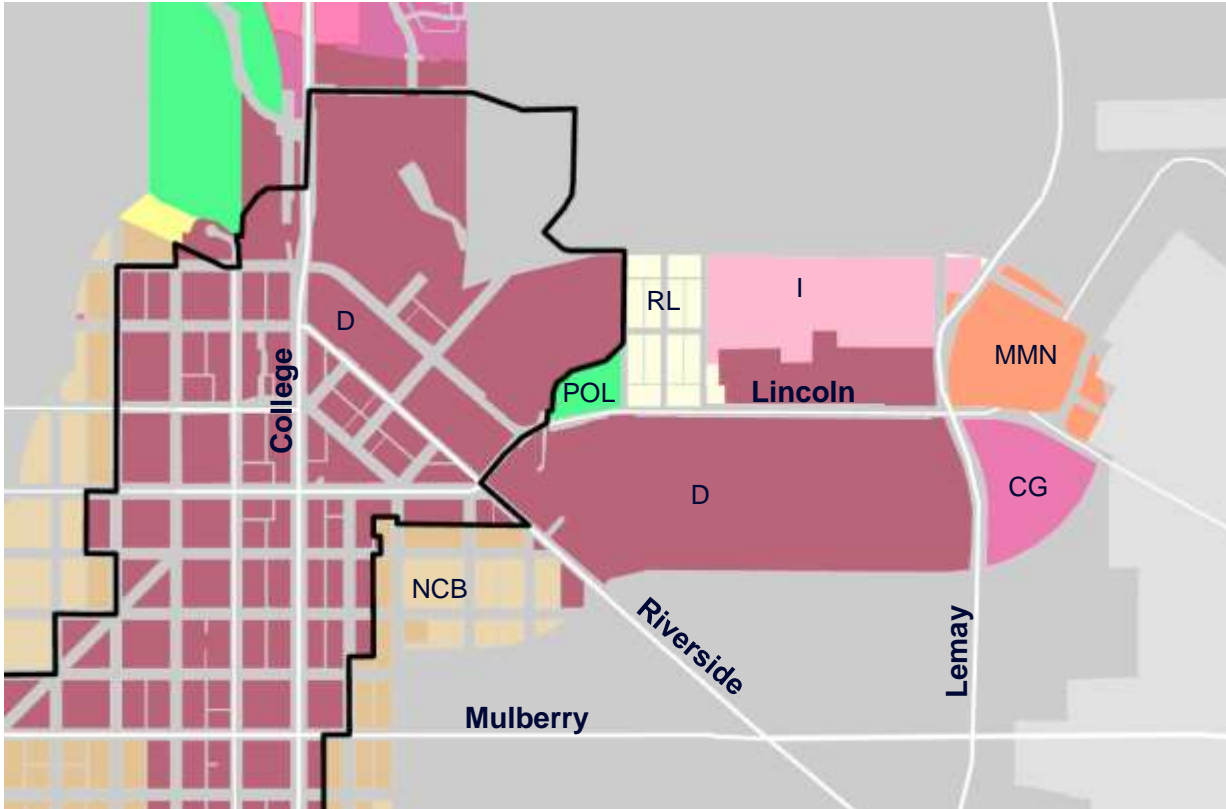 I
RL
D
MMN
POL
Lincoln
College
CG
D
NCB
Riverside
Lemay
Mulberry